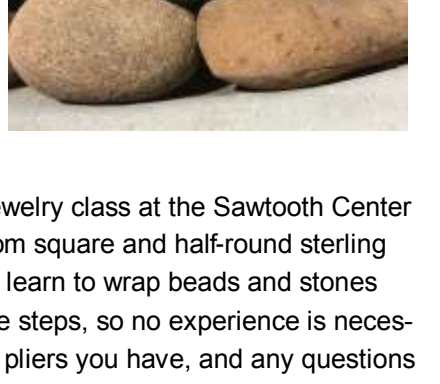 welry class at the Sawtooth Center
om square and half-round sterling
learn to wrap beads and stones
e steps, so no experience is neces-
pliers you have, and any questions